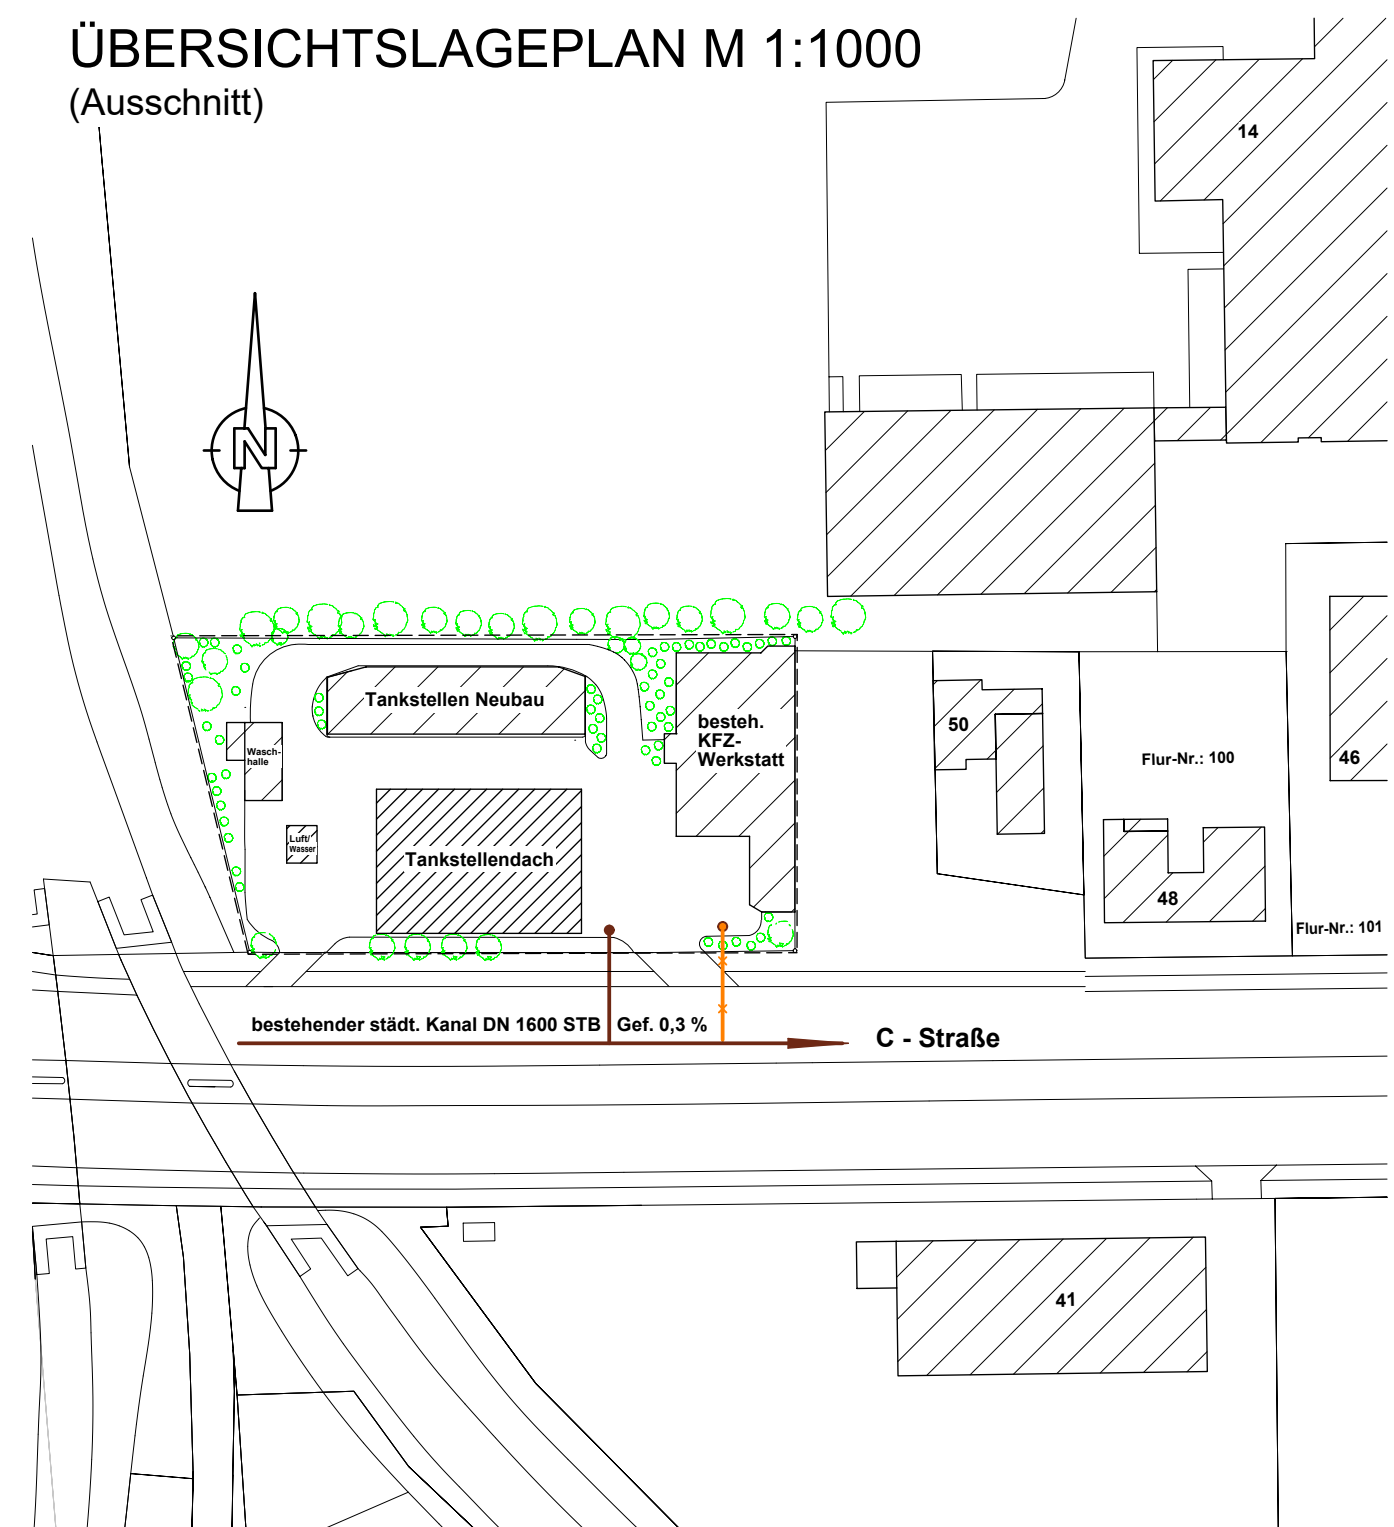 ÜBERSICHTSLAGEPLAN M 1:1000
(Ausschnitt)
14
N
Tankstellen Neubau
besteh.
KFZ-
Werkstatt
50
Wasch-
halle
Flur-Nr.: 100
46
Luft/
Wasser
Tankstellendach
48
Flur-Nr.: 101
bestehender städt. Kanal DN 1600 STB
Gef. 0,3 %
C - Straße
41